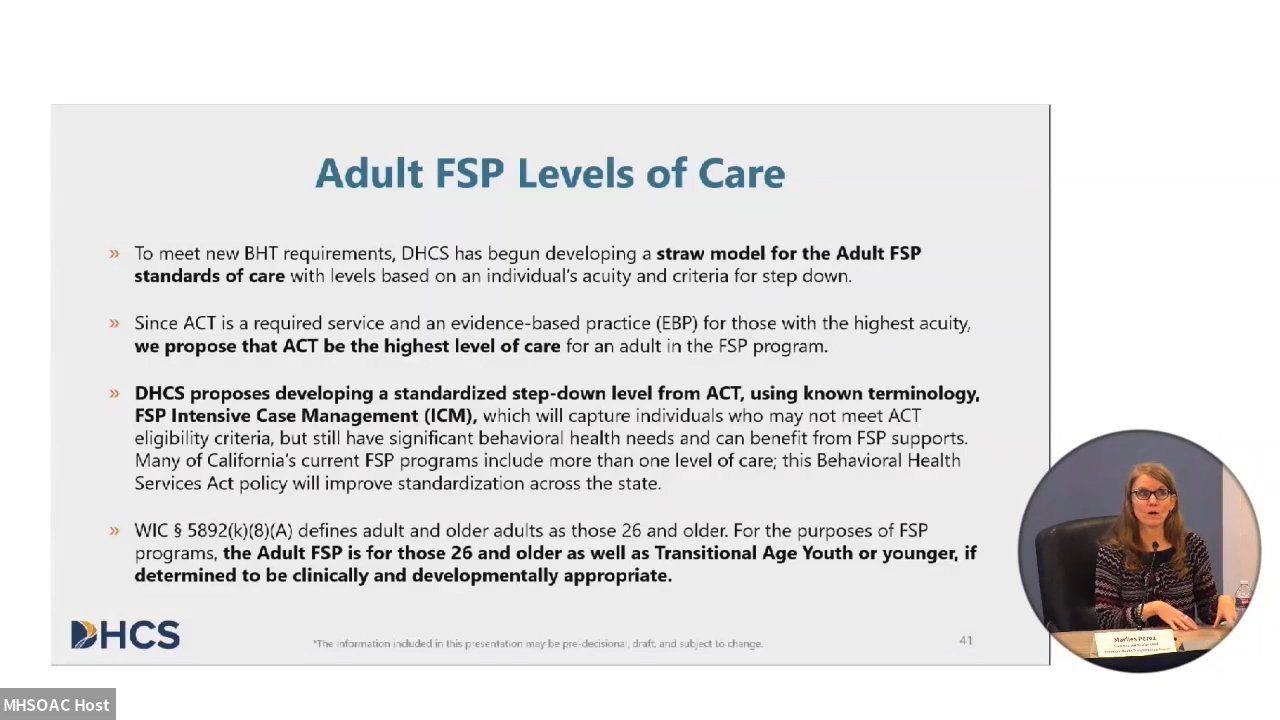 Adult FSP Levels of Care
» To meet new BHT requirements, DHCS has begun developing a straw model for the Adult FSP
standards of care with levels based on an individual's acuity and criteria for step down.
» Since ACT is a required service and an evidence-based practice (EBP) for those with the highest acuity,
we propose that ACT be the highest level of care for an adult in the FSP program.
» DHCS proposes developing a standardized step-down level from ACT, using known terminology,
FSP Intensive Case Management (ICM), which will capture individuals who may not meet ACT
eligibility criteria, but still have significant behavioral health needs and can benefit from FSP supports.
Many of California's current FSP programs include more than one level of care; this Behavioral Health
Services Act policy will improve standardization across the state.
» WIC § 5892(k)(8)(A) defines adult and older adults as those 26 and older. For the purposes of FSP
programs, the Adult FSP is for those 26 and older as well as Transitional Age Youth or younger, if
determined to be clinically and developmentally appropriate.
DHCS
*The information included in this presentation may be pre-decisional, draft, and subject to change.
41
Marlies Perez
MHSOAC Host